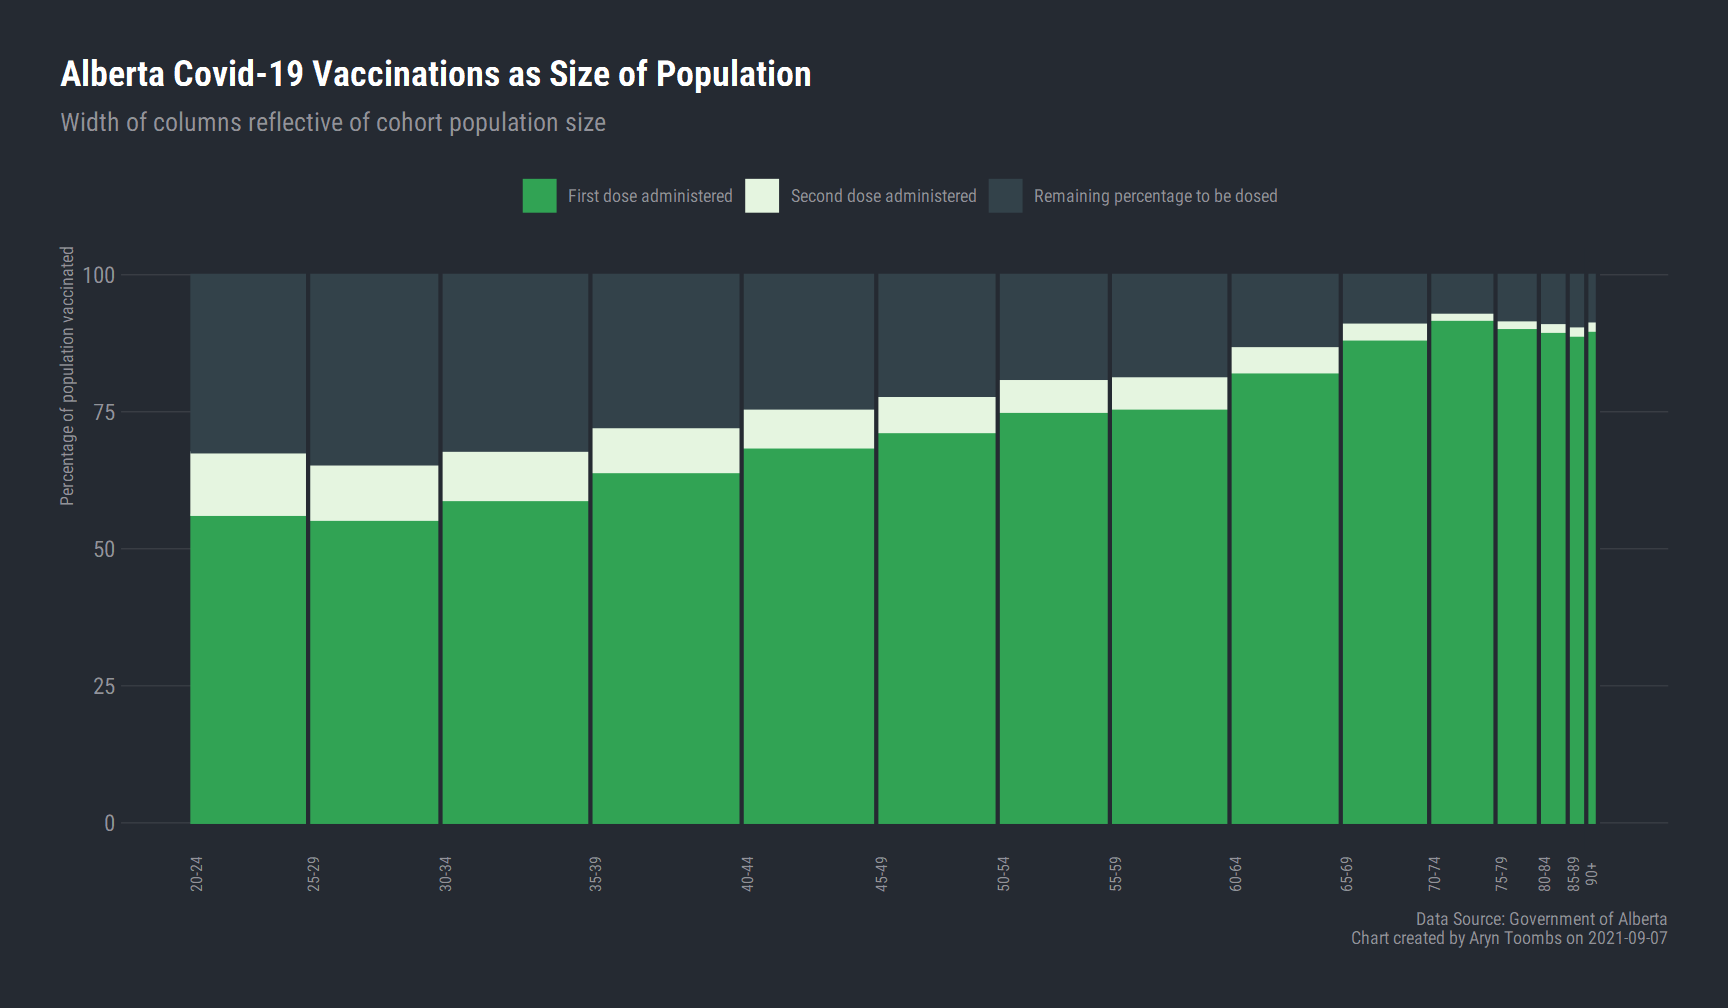 Alberta Covid-19 Vaccinations as Size of Population
Width of columns reflective of cohort population size
First dose administered
Second dose administered
Remaining percentage to be dosed
Percentage of population vaccinated
100
75
50
25
0
20-24
25-29
30-34
35-39
40-44
45-49
50-54
55-59
60-64
65-69
70-74
75-79
80-84
85-89
90+
Data Source: Government of Alberta
Chart created by Aryn Toombs on 2021-09-07